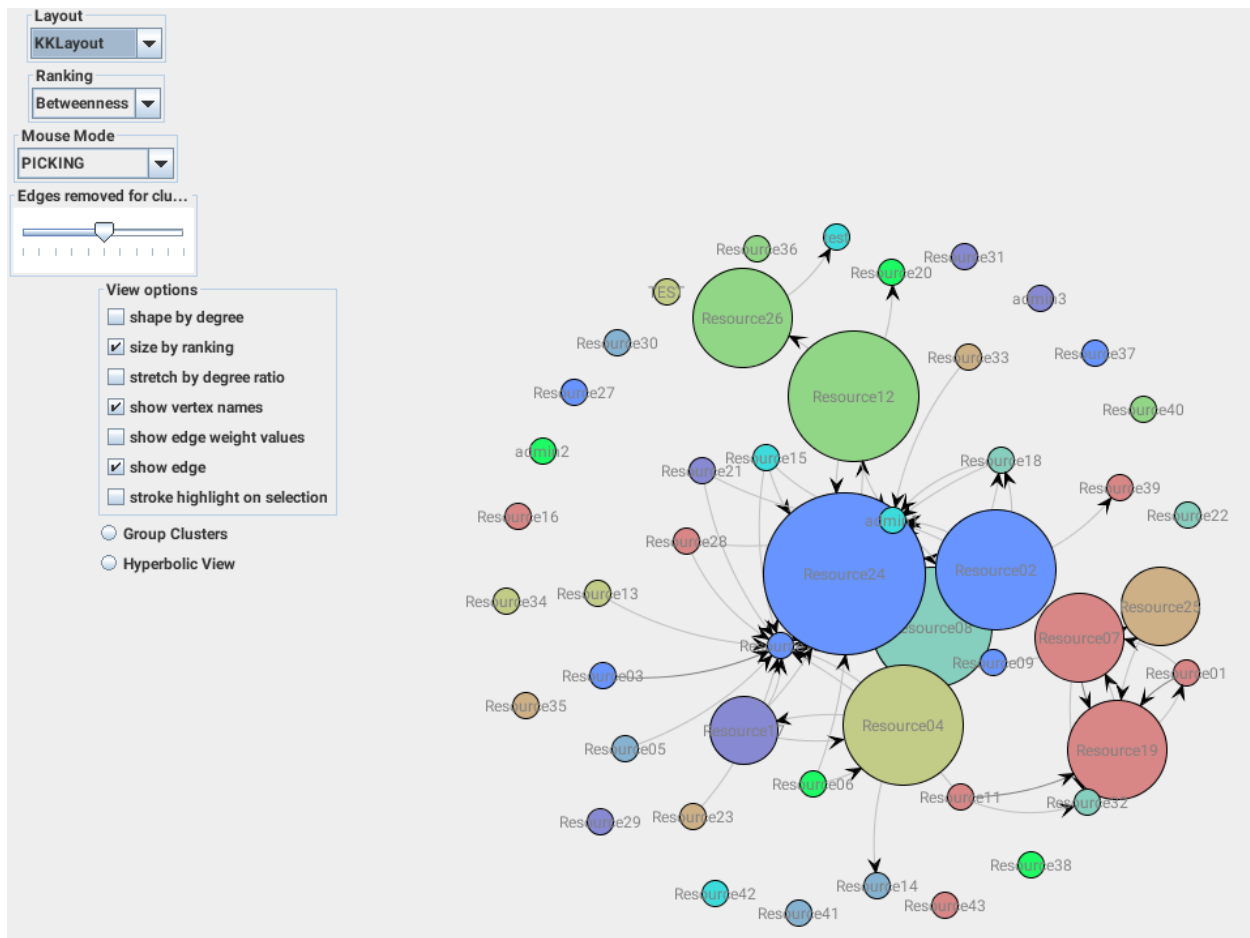 Layout
KKLayout
Ranking
Betweenness
Mouse Mode
PICKING
Edges removed for clu...
View options
shape by degree
size by ranking
stretch by degree ratio
show vertex names
show edge weight values
show edge
stroke highlight on selection
Group Clusters
Hyperbolic View
test
Resource36
Resource31
Resource20
TEST
admin3
Resource26
Resource30
Resource33
Resource37
Resource27
Resource12
Resource40
admin2
Resource15
Resource18
Resource21
Resource39
Resource16
Resource22
admin
Resource28
Resource02
Resource24
Resource13
Resource34
Resource25
Resource08
Resource07
Resource
Resource09
Resource03
Resource01
Resource35
Resource04
Resource17
Resource05
Resource19
Resource06
Resource11
Resource32
Resource23
Resource29
Resource38
Resource14
Resource42
Resource43
Resource41